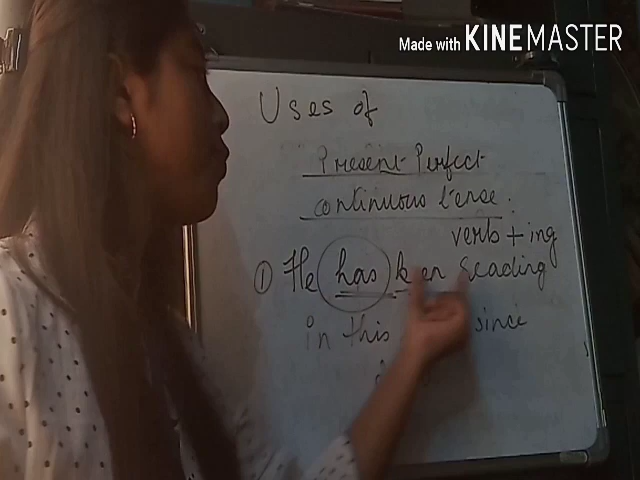 Made with KINEMASTER
Uses of
Present Perfect
continuous tense.
verb + ing
① He has been reading
in this since